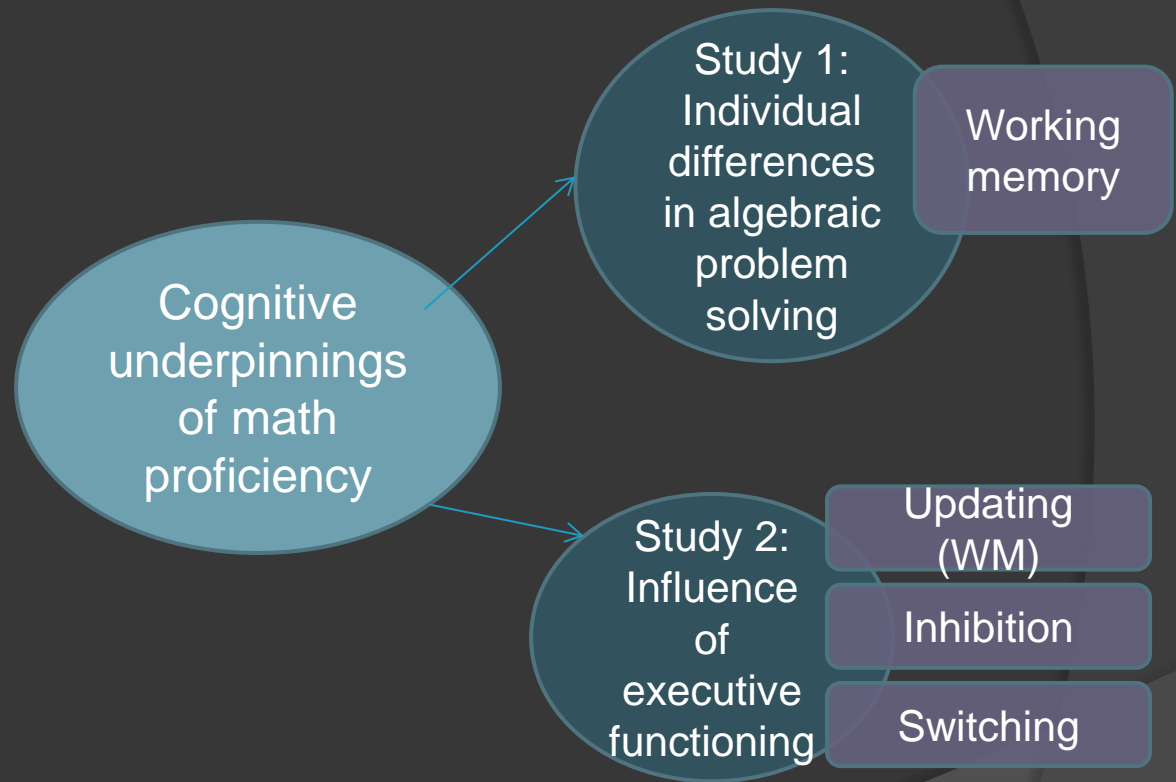 Cognitive
underpinnings
of math
proficiency
Study 1:
Individual
differences
in algebraic
problem
solving
Working
memory
Study 2:
Influence
of
executive
functioning
Updating
(WM)
Inhibition
Switching